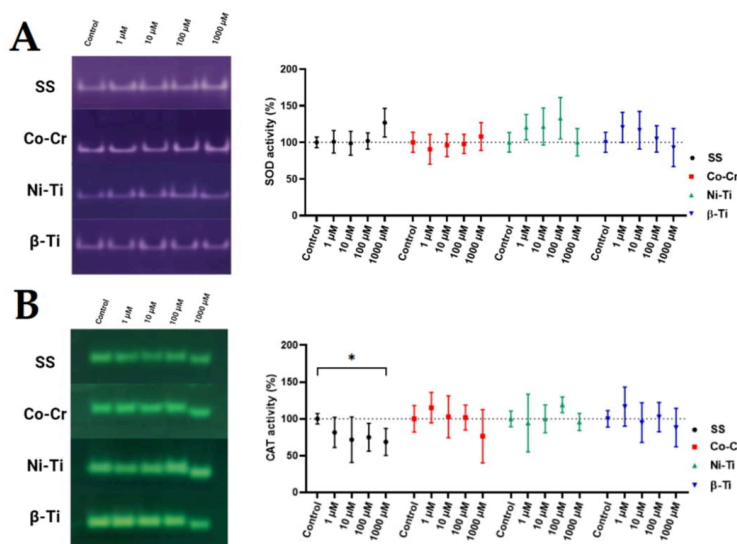 A
Control 1 µM 10 µM 100 µM 1000 µM
SS
Co-Cr
Ni-Ti
β-Ti
SOD activity (%)
200
150
100
50
0
Control 1 µM 10 µM 100 µM 1000 µM Control 1 µM 10 µM 100 µM 1000 µM Control 1 µM 10 µM 100 µM 1000 µM Control 1 µM 10 µM 100 µM 1000 µM
SS
Co-Cr
Ni-Ti
β-Ti
B
Control 1 µM 10 µM 100 µM 1000 µM
SS
Co-Cr
Ni-Ti
β-Ti
CAT activity (%)
200
150
100
50
0
*
Control 1 µM 10 µM 100 µM 1000 µM Control 1 µM 10 µM 100 µM 1000 µM Control 1 µM 10 µM 100 µM 1000 µM Control 1 µM 10 µM 100 µM 1000 µM
SS
Co-C
Ni-Ti
β-Ti